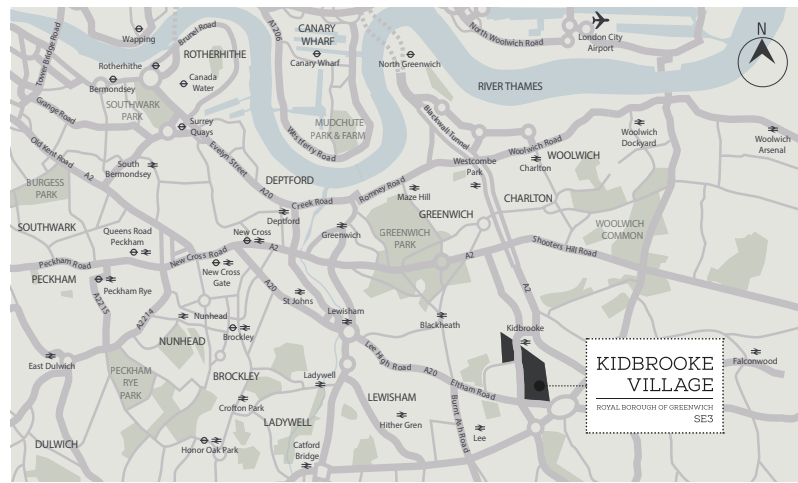 Tower Bridge Road
Wapping
Brunel Road
ROTHERHITHE
A1206
CANARY
WHARF
Canary Wharf
North Greenwich
North Woolwich Road
London City
Airport
N
Rotherhithe
Bermondsey
Canada
Water
RIVER THAMES
SOUTHWARK
PARK
Grange Road
Surrey
Quays
MUDCHUTE
PARK & FARM
Westferry Road
Blackwall Tunnel
Woolwich Road
Woolwich
Dockyard
Woolwich
Arsenal
Old Kent Road
A2
South
Bermondsey
Evelyn Street
A20
Westcombe
Park
Charlton
WOOLWICH
BURGESS
PARK
DEPTFORD
Creek Road
Romney Road
Maze Hill
CHARLTON
SOUTHWARK
Queens Road
Peckham
New Cross
Deptford
Greenwich
GREENWICH
GREENWICH
PARK
WOOLWICH
COMMON
Peckham Road
New Cross Road
A2
A2
Shooters Hill Road
PECKHAM
Peckham Rye
New Cross
Gate
A20
A2
A2215
A2214
St Johns
Nunhead
Lewisham
Blackheath
Kidbrooke
NUNHEAD
Brockley
East Dulwich
Lee High Road
A20
Eltham Road
Falconwood
PECKHAM
RYE
PARK
BROCKLEY
Ladywell
KIDBROOKE
VILLAGE
ROYAL BOROUGH OF GREENWICH
SE3
Crofton Park
LEWISHAM
Hither Gren
Burnt Ash Road
Lee
LADYWELL
DULWICH
Honor Oak Park
Catford
Bridge